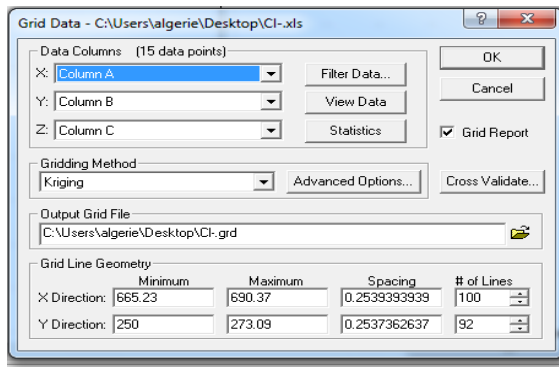 Grid Data - C:\Users\algerie\Desktop\Cl-.xls
Data Columns (15 data points)
X: Column A
Filter Data...
Y: Column B
View Data
Z: Column C
Statistics
OK
Cancel
Grid Report
Gridding Method
Kriging
Advanced Options...
Cross Validate...
Output Grid File
C:\Users\algerie\Desktop\Cl-.grd
Grid Line Geometry
Minimum Maximum Spacing # of Lines
X Direction: 665.23 690.37 0.2539393939 100
Y Direction: 250 273.09 0.2537362637 92